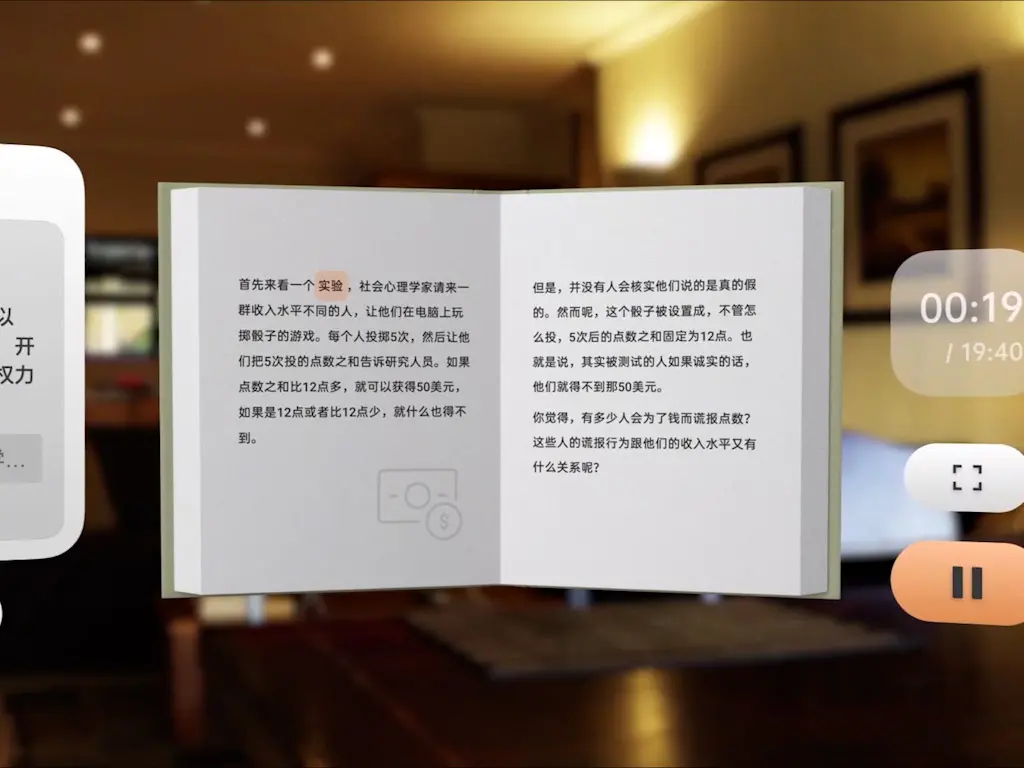 以
开
权力
首先来看一个实验，社会心理学家请来一
群收入水平不同的人，让他们在电脑上玩
掷骰子的游戏。每个人投掷5次，然后让他
们把5次投的点数之和告诉研究人员。如果
点数之和比12点多，就可以获得50美元，
如果是12点或者比12点少，就什么也得不
到。
$
但是，并没有人会核实他们说的是真的假
的。然而呢，这个骰子被设置成，不管怎
么投，5次后的点数之和固定为12点。也
就是说，其实被测试的人如果诚实的话，
他们就得不到那50美元。
你觉得，有多少人会为了钱而谎报点数？
这些人的谎报行为跟他们的收入水平又有
什么关系呢？
00:19
/ 19:40